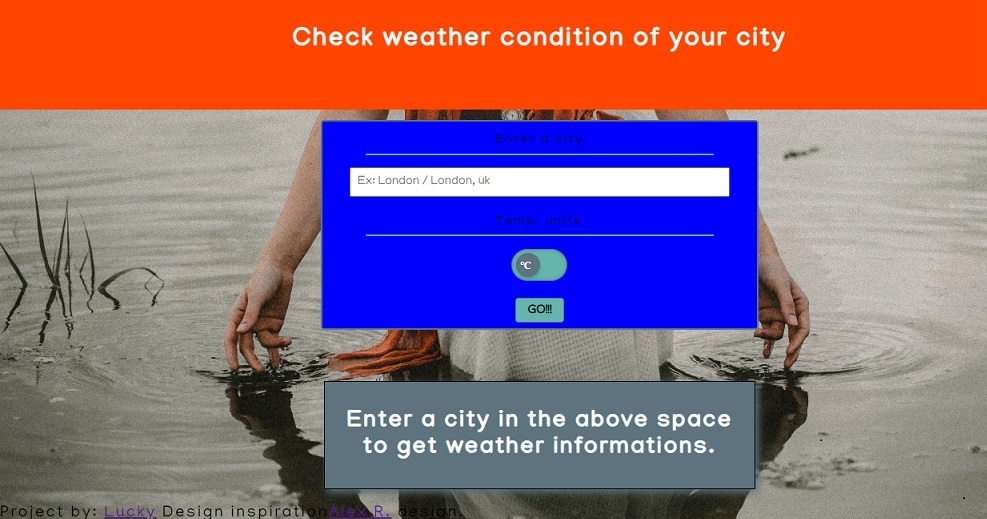 Check weather condition of your city
Enter a city
Ex: London / London, uk
Temp. units
°C
GO!!!
Enter a city in the above space
to get weather informations.
Project by: Lucky Design inspirationAlex R. design.